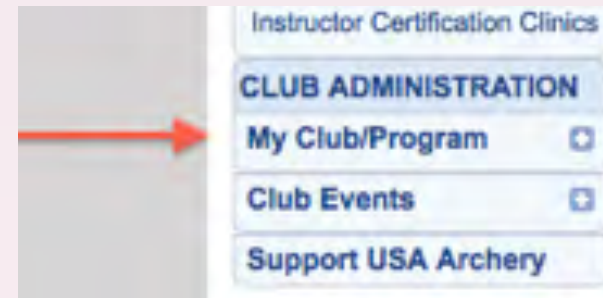 Instructor Certification Clinics
CLUB ADMINISTRATION
My Club/Program
Club Events
Support USA Archery